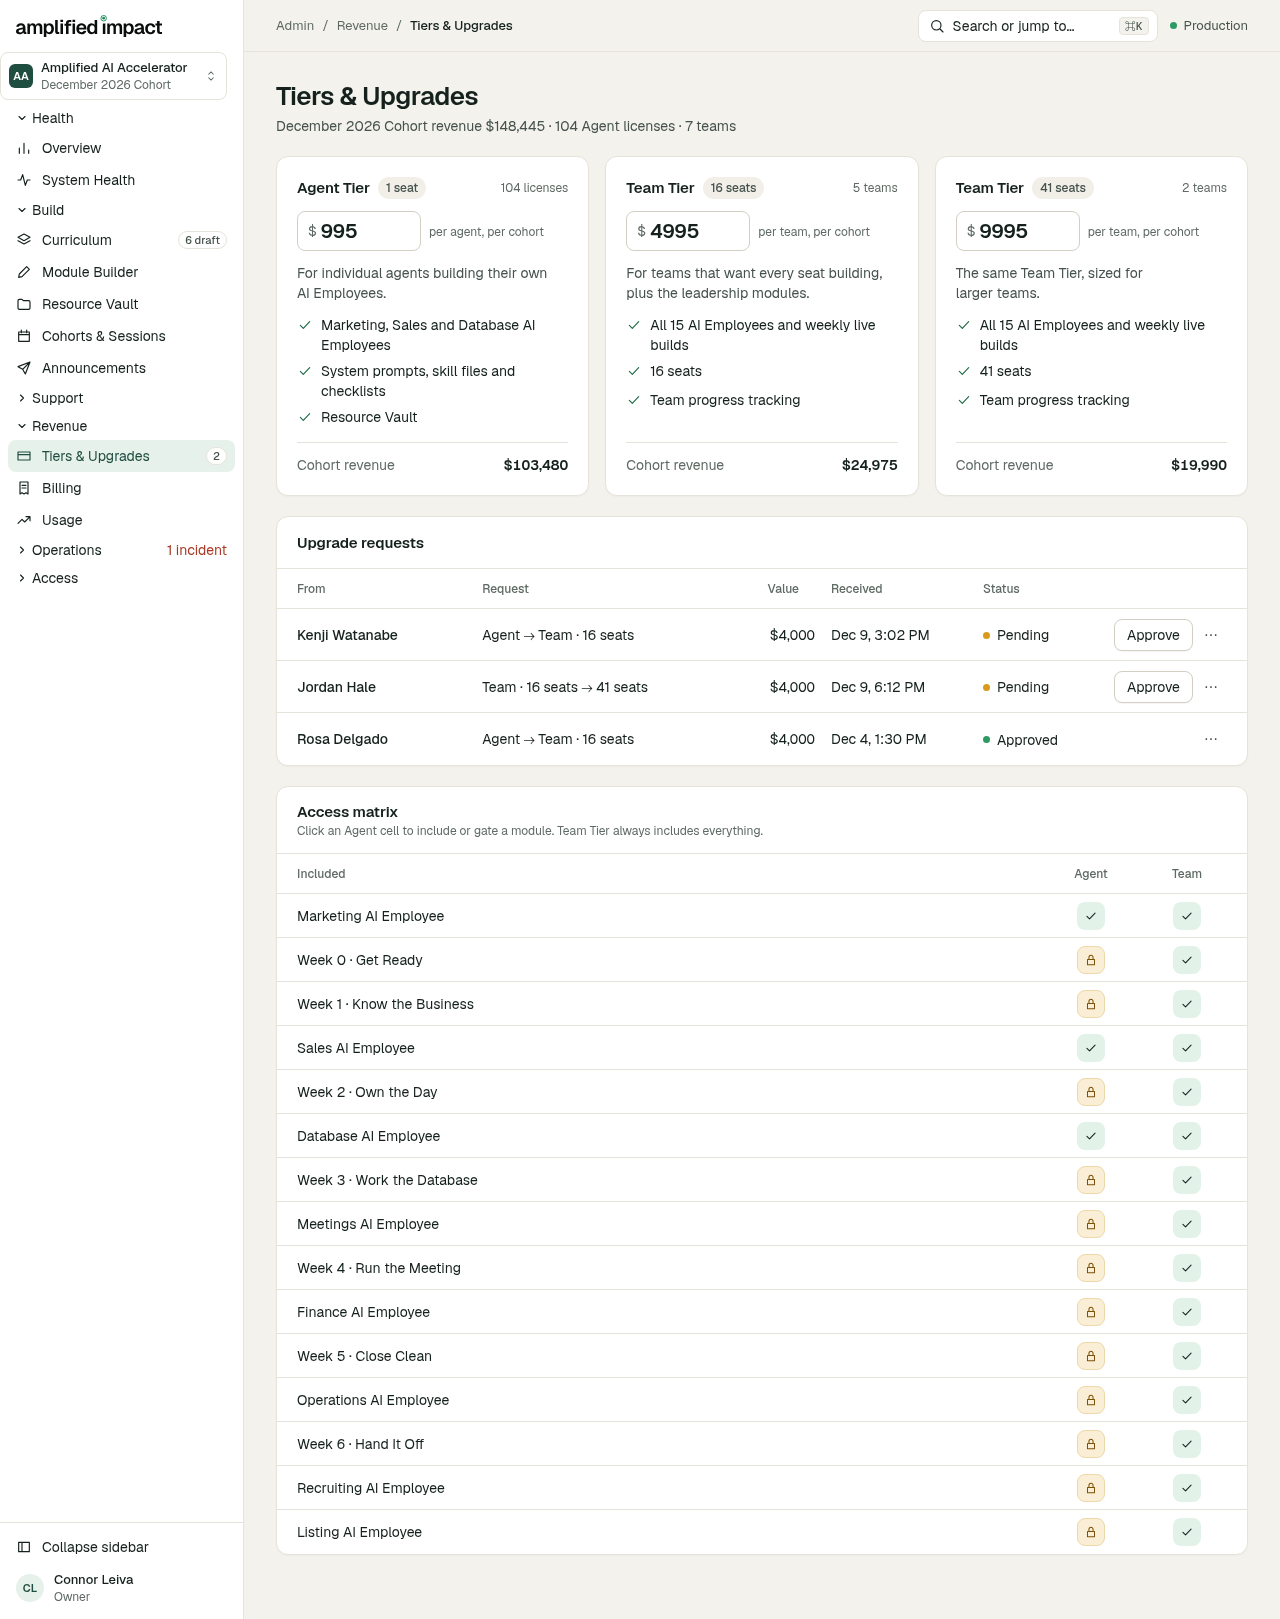 amplified impact
AA
Amplified AI Accelerator
December 2026 Cohort
Health
Overview
System Health
Build
Curriculum
6 draft
Module Builder
Resource Vault
Cohorts & Sessions
Announcements
Support
Revenue
Tiers & Upgrades
2
Billing
Usage
Operations
1 incident
Access
Collapse sidebar
CL
Connor Leiva
Owner
Admin / Revenue / Tiers & Upgrades
Search or jump to...
⌘K
Production
Tiers & Upgrades
December 2026 Cohort revenue $148,445 · 104 Agent licenses · 7 teams
Agent Tier
1 seat
104 licenses
$ 995
per agent, per cohort
For individual agents building their own
AI Employees.
Marketing, Sales and Database AI
Employees
System prompts, skill files and
checklists
Resource Vault
Cohort revenue
$103,480
Team Tier
16 seats
5 teams
$ 4995
per team, per cohort
For teams that want every seat building,
plus the leadership modules.
All 15 AI Employees and weekly live
builds
16 seats
Team progress tracking
Cohort revenue
$24,975
Team Tier
41 seats
2 teams
$ 9995
per team, per cohort
The same Team Tier, sized for
larger teams.
All 15 AI Employees and weekly live
builds
41 seats
Team progress tracking
Cohort revenue
$19,990
Upgrade requests
From Request Value Received Status
Kenji Watanabe Agent → Team · 16 seats $4,000 Dec 9, 3:02 PM Pending Approve ···
Jordan Hale Team · 16 seats → 41 seats $4,000 Dec 9, 6:12 PM Pending Approve ···
Rosa Delgado Agent → Team · 16 seats $4,000 Dec 4, 1:30 PM Approved ···
Access matrix
Click an Agent cell to include or gate a module. Team Tier always includes everything.
Included Agent Team
Marketing AI Employee
Week 0 · Get Ready
Week 1 · Know the Business
Sales AI Employee
Week 2 · Own the Day
Database AI Employee
Week 3 · Work the Database
Meetings AI Employee
Week 4 · Run the Meeting
Finance AI Employee
Week 5 · Close Clean
Operations AI Employee
Week 6 · Hand It Off
Recruiting AI Employee
Listing AI Employee